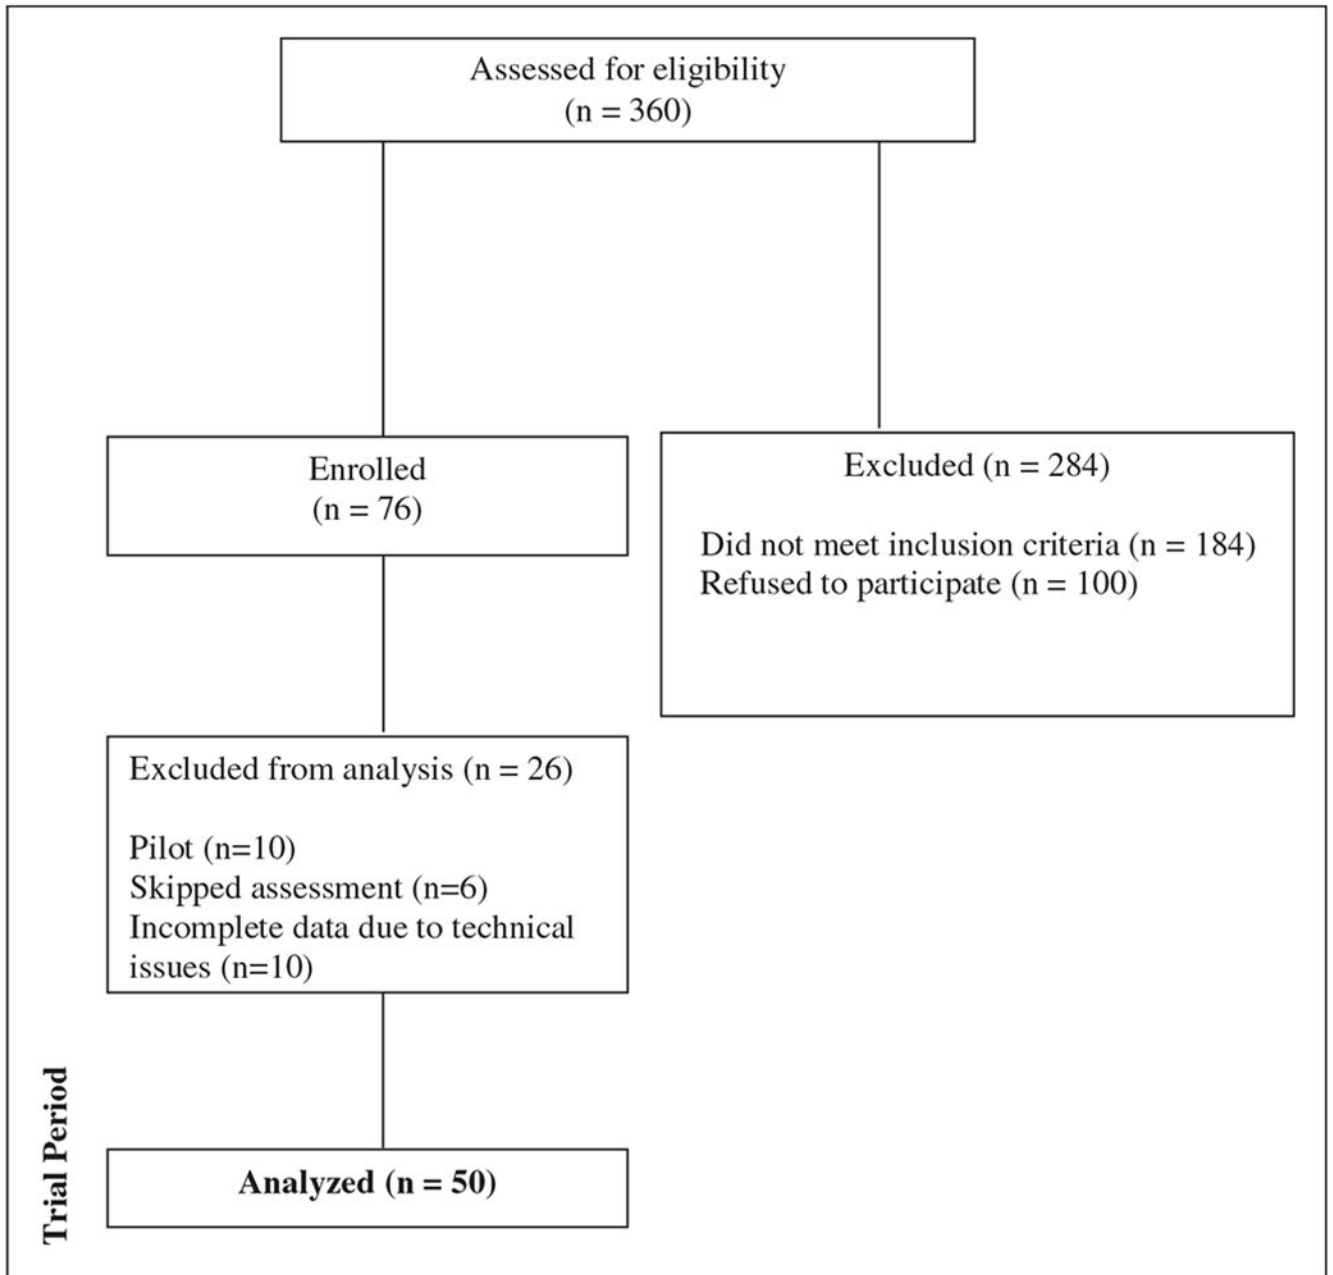 Assessed for eligibility
(n = 360)
Enrolled
(n = 76)
Excluded (n = 284)
Did not meet inclusion criteria (n = 184)
Refused to participate (n = 100)
Excluded from analysis (n = 26)
Pilot (n=10)
Skipped assessment (n=6)
Incomplete data due to technical
issues (n=10)
Trial Period
Analyzed (n = 50)